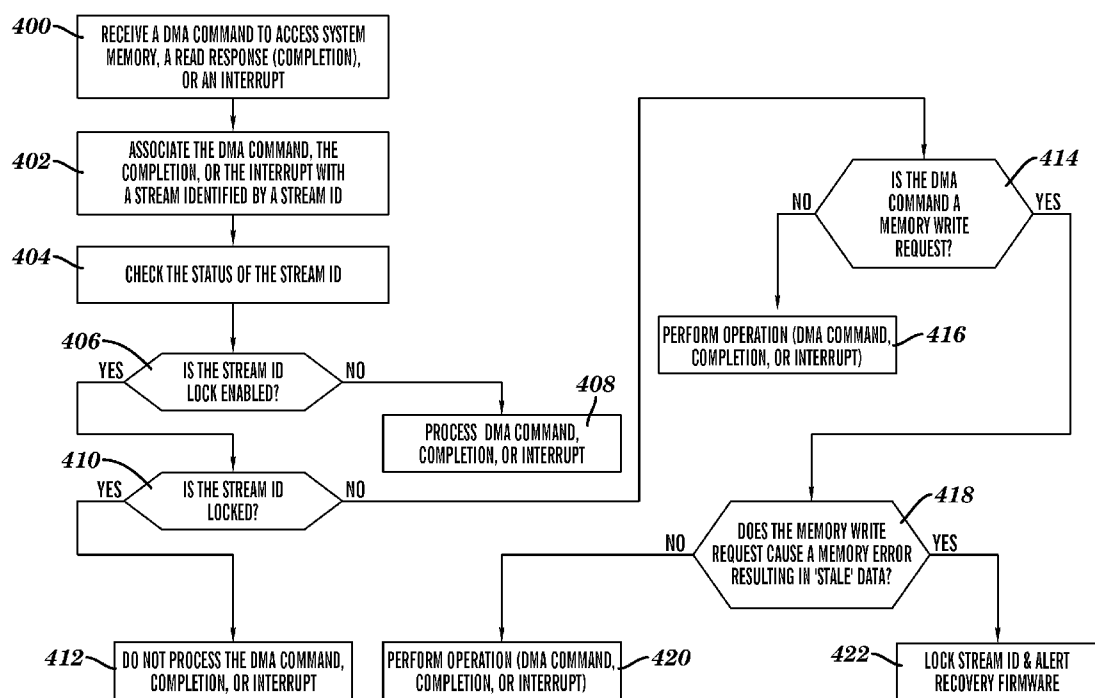 400
RECEIVE A DMA COMMAND TO ACCESS SYSTEM
MEMORY, A READ RESPONSE (COMPLETION),
OR AN INTERRUPT
402
ASSOCIATE THE DMA COMMAND, THE
COMPLETION, OR THE INTERRUPT WITH
A STREAM IDENTIFIED BY A STREAM ID
404
CHECK THE STATUS OF THE STREAM ID
406
YES
IS THE STREAM ID
LOCK ENABLED?
NO
408
PROCESS DMA COMMAND,
COMPLETION, OR INTERRUPT
410
YES
IS THE STREAM ID
LOCKED?
NO
412
DO NOT PROCESS THE DMA COMMAND,
COMPLETION, OR INTERRUPT
414
NO
IS THE DMA
COMMAND A
MEMORY WRITE
REQUEST?
YES
PERFORM OPERATION (DMA COMMAND,
COMPLETION, OR INTERRUPT)
416
418
NO
DOES THE MEMORY WRITE
REQUEST CAUSE A MEMORY ERROR
RESULTING IN 'STALE' DATA?
YES
PERFORM OPERATION (DMA COMMAND,
COMPLETION, OR INTERRUPT)
420
422
LOCK STREAM ID & ALERT
RECOVERY FIRMWARE